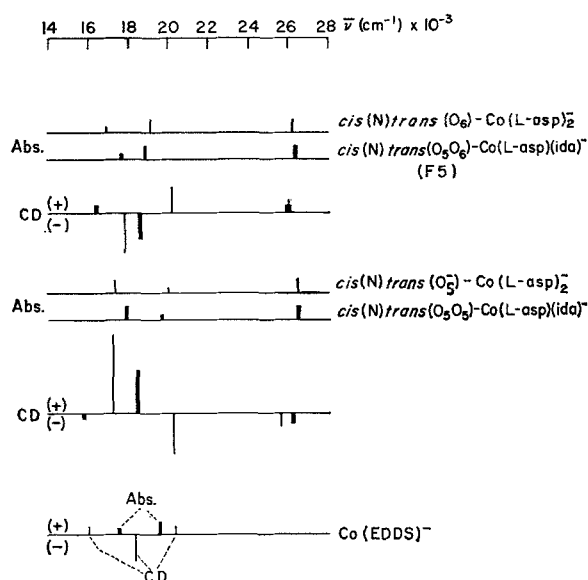 14 16 18 20 22 24 26 28 ν̄ (cm⁻¹) x 10⁻³
Abs.
cis(N)trans (O₆)-Co(L-asp)₂⁻
cis(N)trans(O₅O₆)-Co(L-asp)(ida)⁻
(F5)
CD (+)
(-)
Abs.
cis(N)trans(O₅⁻)-Co(L-asp)₂⁻
cis(N)trans(O₅O₅)-Co(L-asp)(ida)⁻
CD (+)
(-)
Abs.
(+)
(-)
Co(EDDS)⁻
CD